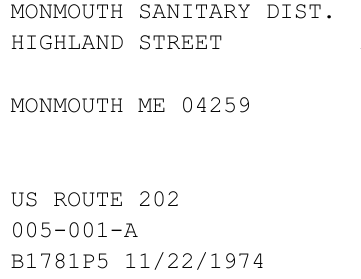 MONMOUTH SANITARY DIST.
HIGHLAND STREET
MONMOUTH ME 04259
US ROUTE 202
005-001-A
B1781P5 11/22/1974